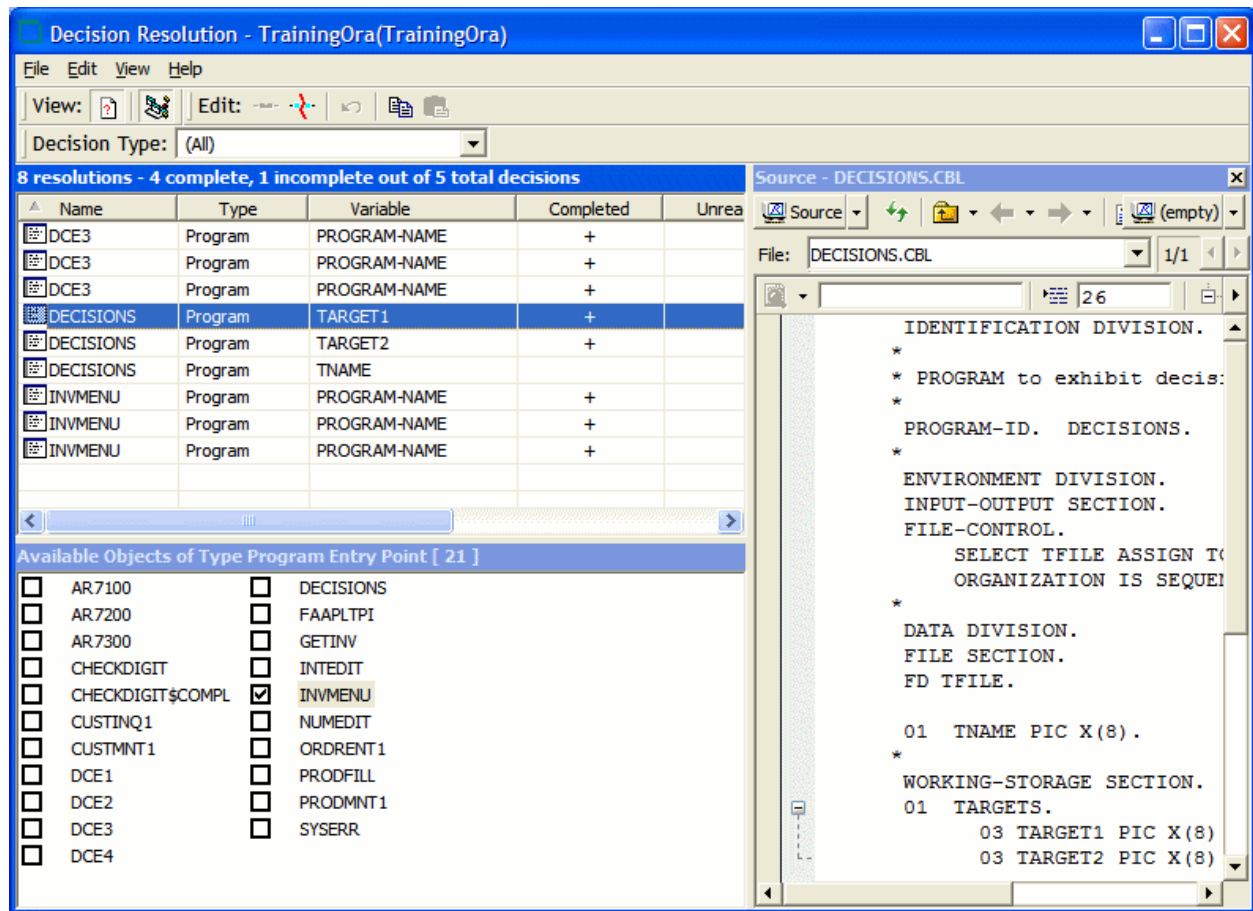 Decision Resolution - TrainingOra(TrainingOra)
File Edit View Help
View: Edit:
Decision Type: (All)
8 resolutions - 4 complete, 1 incomplete out of 5 total decisions
Name Type Variable Completed Unrea
DCE3 Program PROGRAM-NAME +
DCE3 Program PROGRAM-NAME +
DCE3 Program PROGRAM-NAME +
DECISIONS Program TARGET1 +
DECISIONS Program TARGET2 +
DECISIONS Program TNAME
INVMENU Program PROGRAM-NAME +
INVMENU Program PROGRAM-NAME +
INVMENU Program PROGRAM-NAME +
Available Objects of Type Program Entry Point [ 21 ]
AR7100 DECISIONS
AR7200 FAAPLTPI
AR7300 GETINV
CHECKDIGIT INTEDIT
CHECKDIGIT$COMPL INVMENU
CUSTINQ1 NUMEDIT
CUSTMNT1 ORDRENT1
DCE1 PRODFILL
DCE2 PRODMNT1
DCE3 SYSERR
DCE4
Source - DECISIONS.CBL
Source (empty)
File: DECISIONS.CBL 1/1
26
IDENTIFICATION DIVISION.
*
* PROGRAM to exhibit decis
*
PROGRAM-ID. DECISIONS.
*
ENVIRONMENT DIVISION.
INPUT-OUTPUT SECTION.
FILE-CONTROL.
SELECT TFILE ASSIGN TO
ORGANIZATION IS SEQUEN
*
DATA DIVISION.
FILE SECTION.
FD TFILE.
01 TNAME PIC X(8).
*
WORKING-STORAGE SECTION.
01 TARGETS.
03 TARGET1 PIC X(8)
03 TARGET2 PIC X(8)